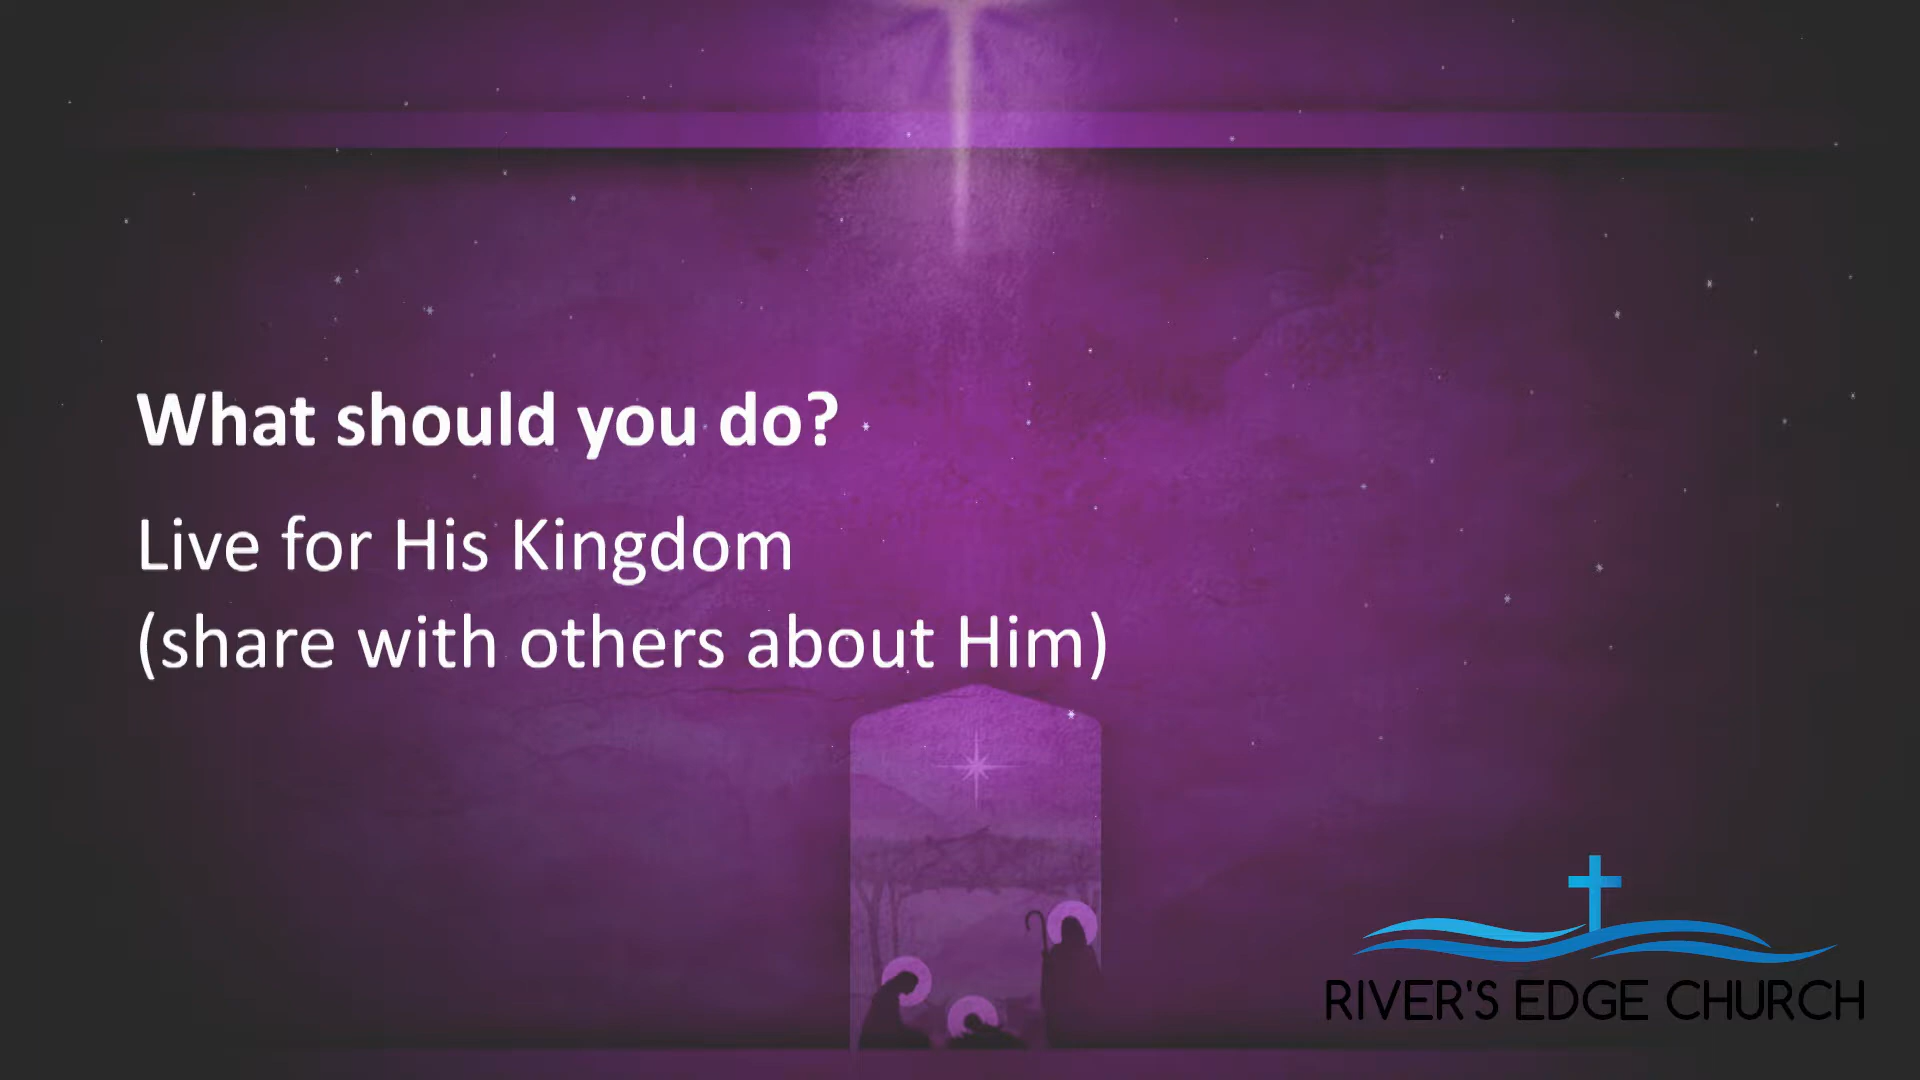 What should you do?
Live for His Kingdom
(share with others about Him)
RIVER'S EDGE CHURCH